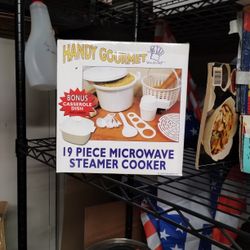 HANDY GOURMET
BONUS
CASSEROLE
DISH
19 PIECE MICROWAVE
STEAMER COOKER